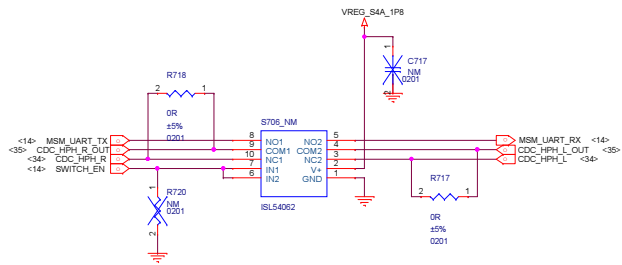 VREG_S4A_1P8
1
C717
NM
0201
2
R718
2 1
0R
±5%
0201
S706_NM
<14> MSM_UART_TX 8 NO1 NO2 5 MSM_UART_RX <14>
<35> CDC_HPH_R_OUT 9 COM1 COM2 4 CDC_HPH_L_OUT <35>
<34> CDC_HPH_R 10 NC1 NC2 3 CDC_HPH_L <34>
<14> SWITCH_EN 7 IN1 V+ 2
6 IN2 GND 1
ISL54062
1
R720
NM
0201
2
R717
2 1
0R
±5%
0201